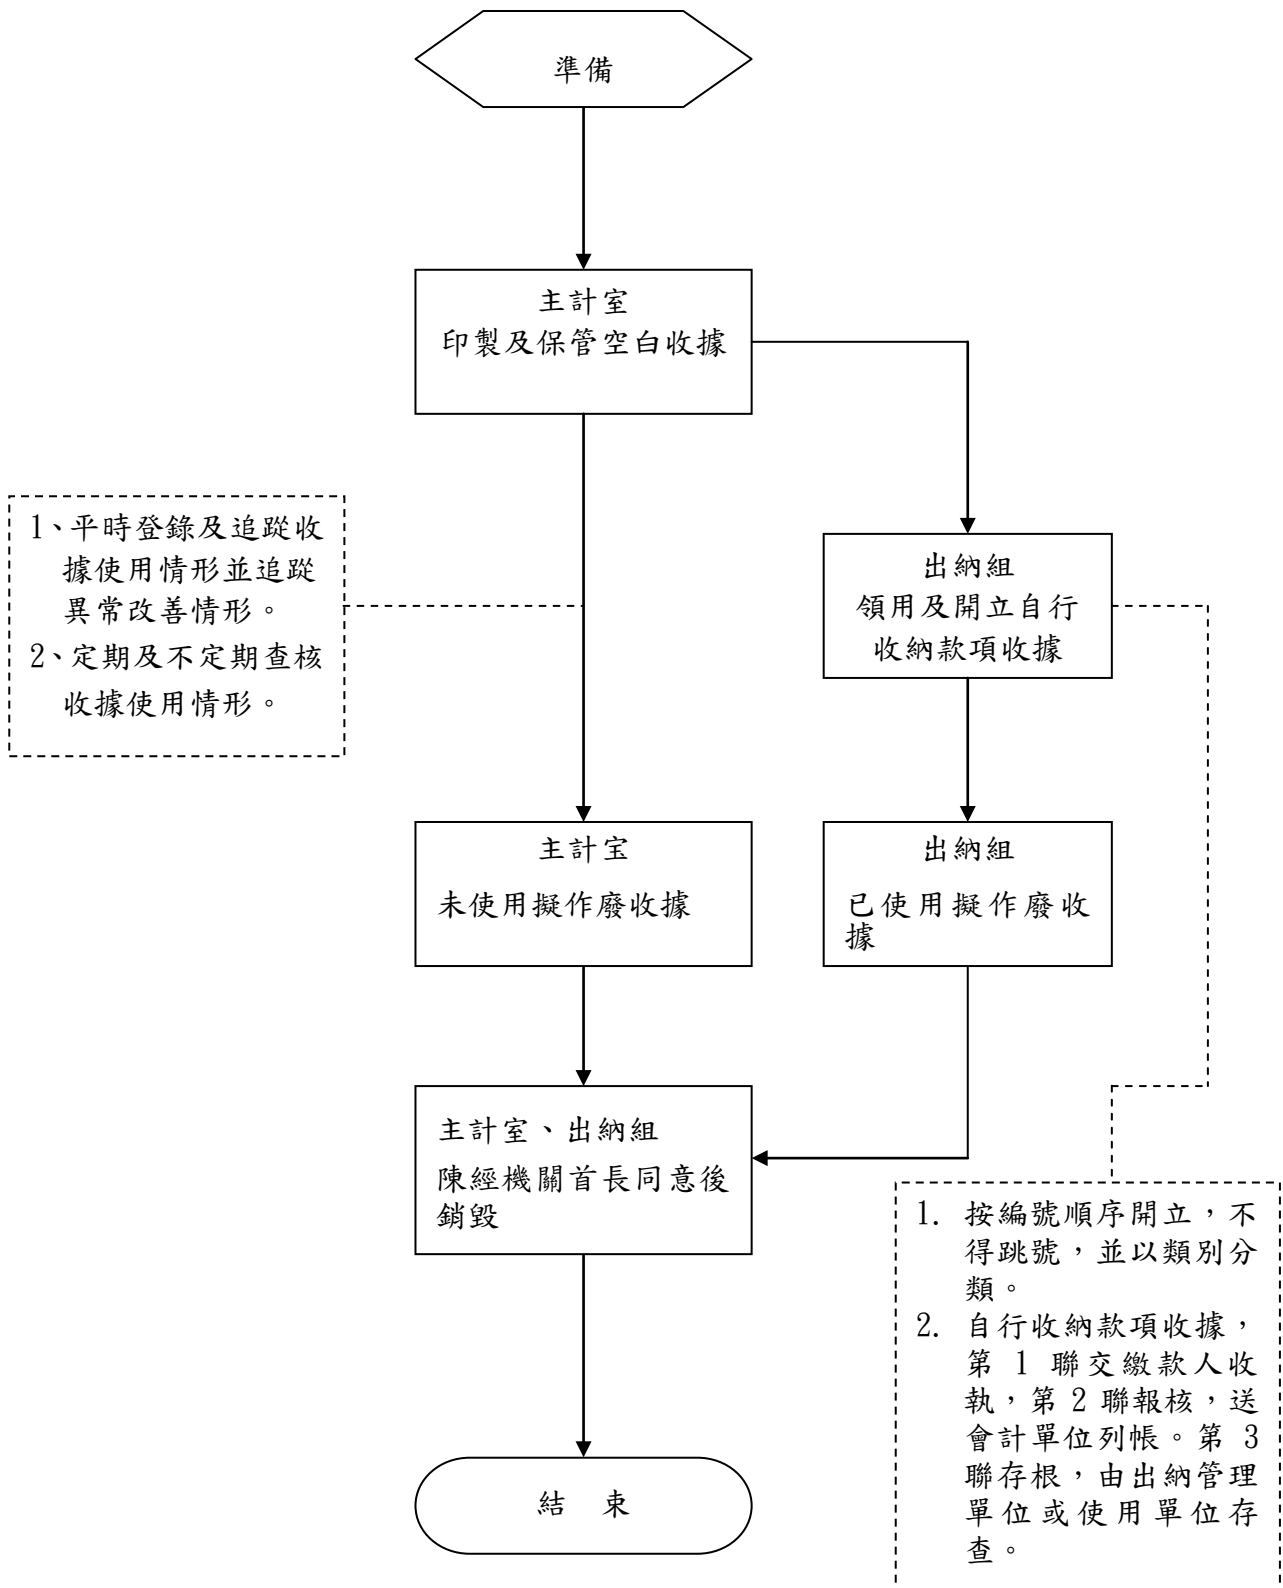 準備
主計室
印製及保管空白收據
1、平時登錄及追蹤收
據使用情形並追蹤
異常改善情形。
2、定期及不定期查核
收據使用情形。
出納組
領用及開立自行
收納款項收據
主計宝
未使用擬作廢收據
出納組
已使用擬作廢收
據
主計室、出納組
陳經機關首長同意後
銷毀
1. 按編號順序開立，不
得跳號，並以類別分
類。
2. 自行收納款項收據，
第 1 聯交繳款人收
執，第 2 聯報核，送
會計單位列帳。第 3
聯存根，由出納管理
單位或使用單位存
查。
結 束